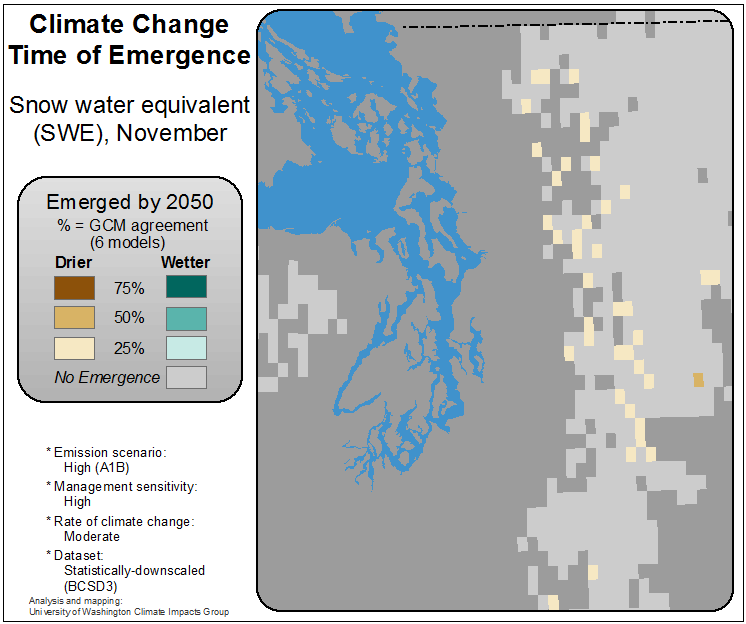 Climate Change
Time of Emergence
Snow water equivalent
(SWE), November
Emerged by 2050
% = GCM agreement
(6 models)
Drier Wetter
75%
50%
25%
No Emergence
* Emission scenario:
High (A1B)
* Management sensitivity:
High
* Rate of climate change:
Moderate
* Dataset:
Statistically-downscaled
(BCSD3)
Analysis and mapping:
University of Washington Climate Impacts Group